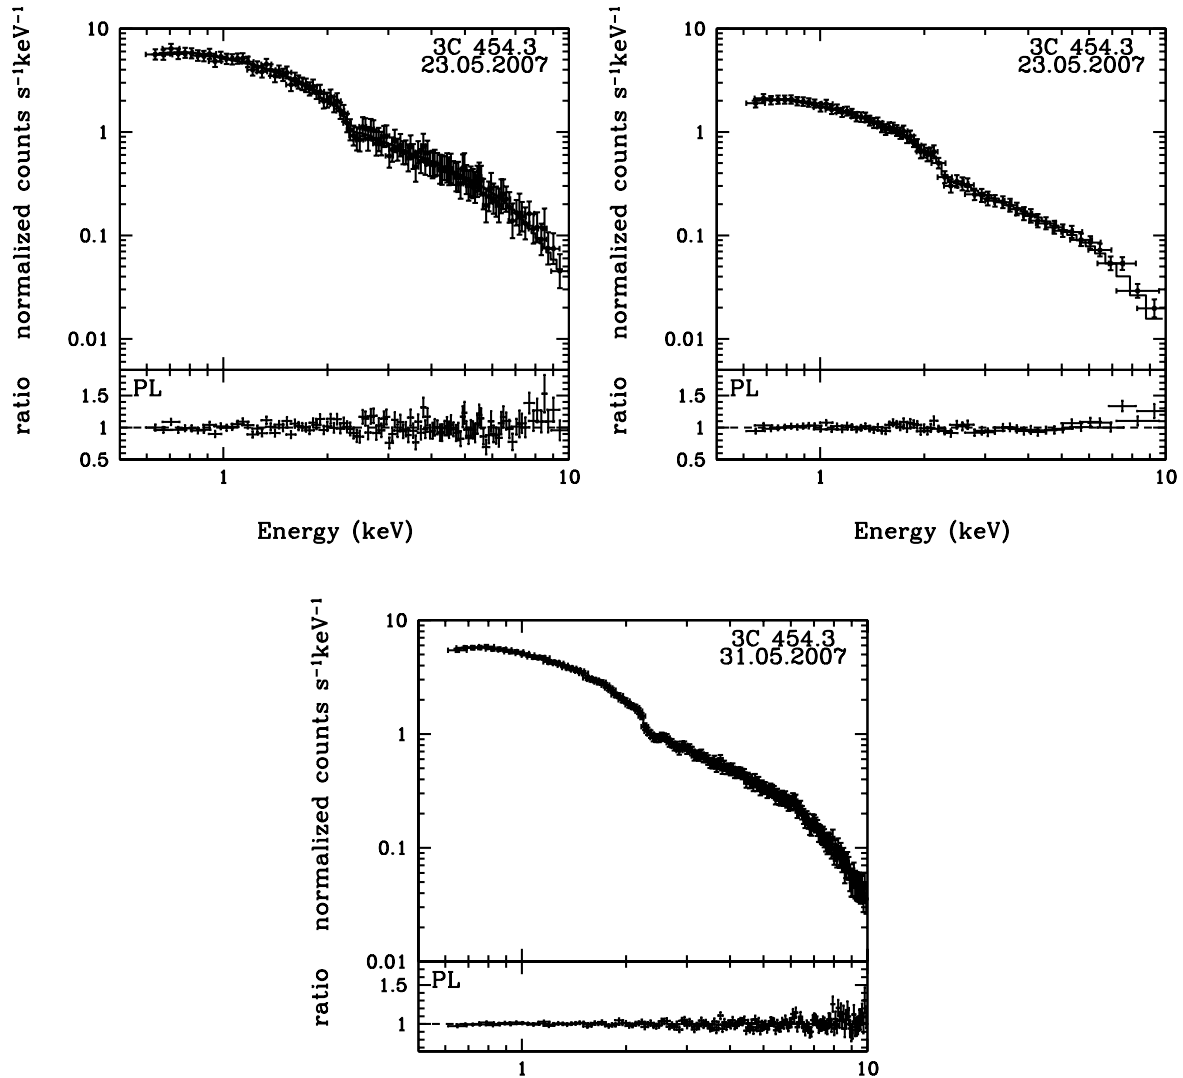 normalized counts s⁻¹keV⁻¹
10
1
0.1
0.01
3C 454.3
23.05.2007
ratio
PL
1.5
1
0.5
1
10
Energy (keV)
normalized counts s⁻¹keV⁻¹
10
1
0.1
0.01
3C 454.3
23.05.2007
ratio
PL
1.5
1
0.5
1
10
Energy (keV)
normalized counts s⁻¹keV⁻¹
10
1
0.1
0.01
3C 454.3
31.05.2007
ratio
PL
1.5
1
1
10